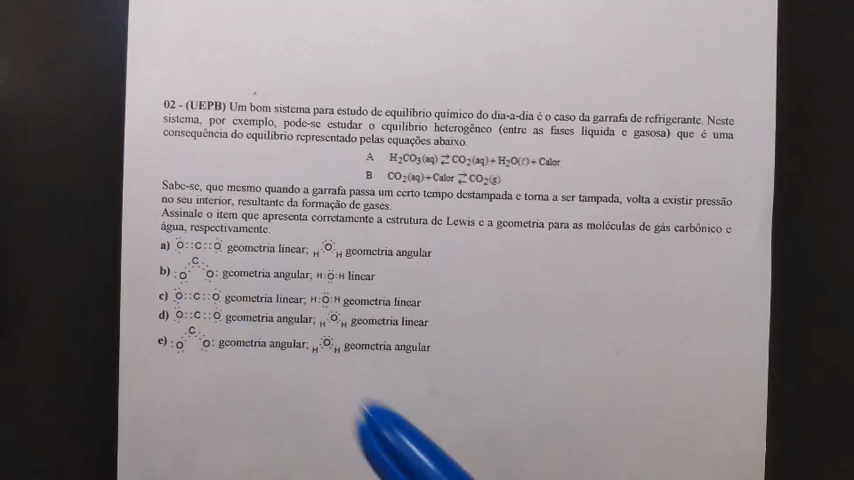 02 - (UEPB) Um bom sistema para estudo de equilíbrio químico do dia-a-dia é o caso da garrafa de refrigerante. Neste
sistema, por exemplo, pode-se estudar o equilíbrio heterogêneo (entre as fases líquida e gasosa) que é uma
consequência do equilíbrio representado pelas equações abaixo.
A H₂CO₃(aq) ⇄ CO₂(aq) + H₂O(ℓ) + Calor
B CO₂(aq) + Calor ⇄ CO₂(g)
Sabe-se, que mesmo quando a garrafa passa um certo tempo destampada e torna a ser tampada, volta a existir pressão
no seu interior, resultante da formação de gases.
Assinale o item que apresenta corretamente a estrutura de Lewis e a geometria para as moléculas de gás carbônico e
água, respectivamente.
a) O::C::O geometria linear; H O H geometria angular
b) :O C O: geometria angular; H:O:H linear
c) O::C::O geometria linear; H:O:H geometria linear
d) O::C::O geometria angular; H O H geometria linear
e) :O C O: geometria angular; H O H geometria angular